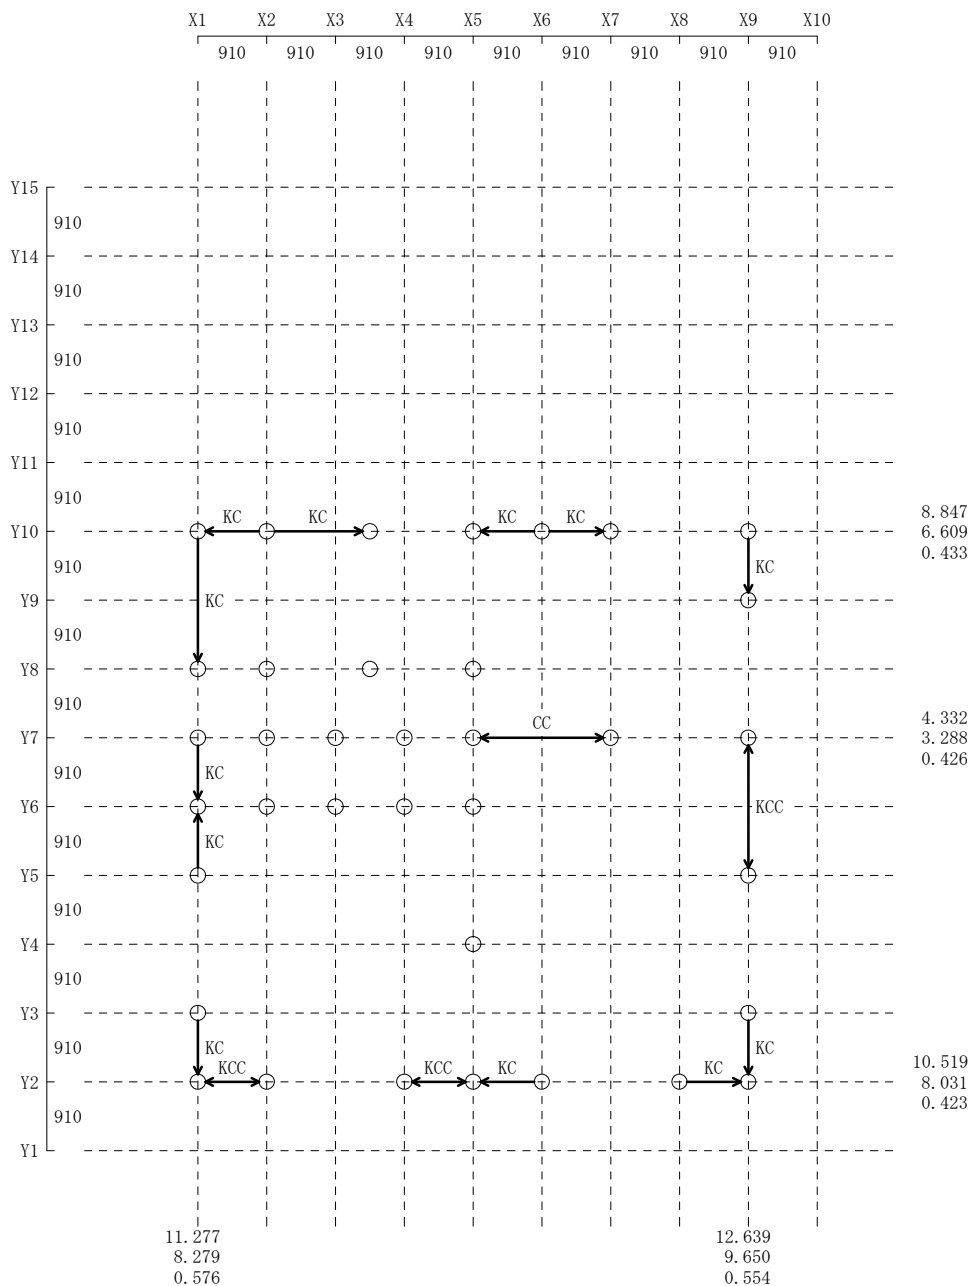 X1 X2 X3 X4 X5 X6 X7 X8 X9 X10
910 910 910 910 910 910 910 910 910
Y15
910
Y14
910
Y13
910
Y12
910
Y11
910
KC KC KC KC
8.847
Y10
6.609
0.433
910
KC
Y9
KC
910
Y8
910
4.332
CC
Y7
3.288
0.426
910
KC
Y6
KCC
910
KC
Y5
910
Y4
910
Y3
910
KC
KC
10.519
KCC KCC KC KC
Y2
8.031
0.423
910
Y1
11.277 12.639
8.279 9.650
0.576 0.554